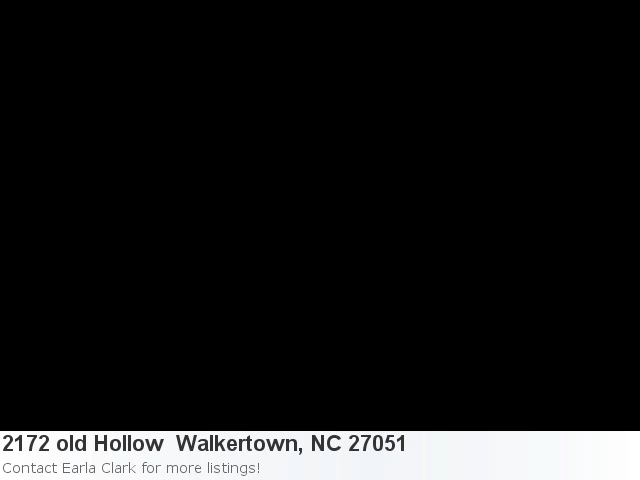 2172 old Hollow  Walkertown, NC 27051
Contact Earla Clark for more listings!